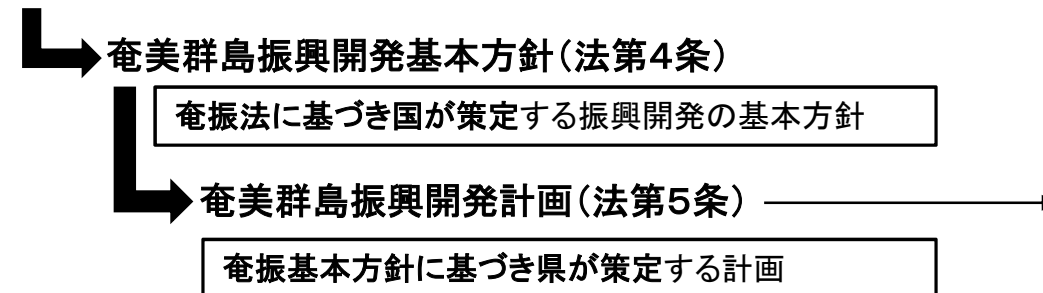 奄美群島振興開発基本方針（法第４条）
奄振法に基づき国が策定する振興開発の基本方針
奄美群島振興開発計画（法第５条）
奄振基本方針に基づき県が策定する計画